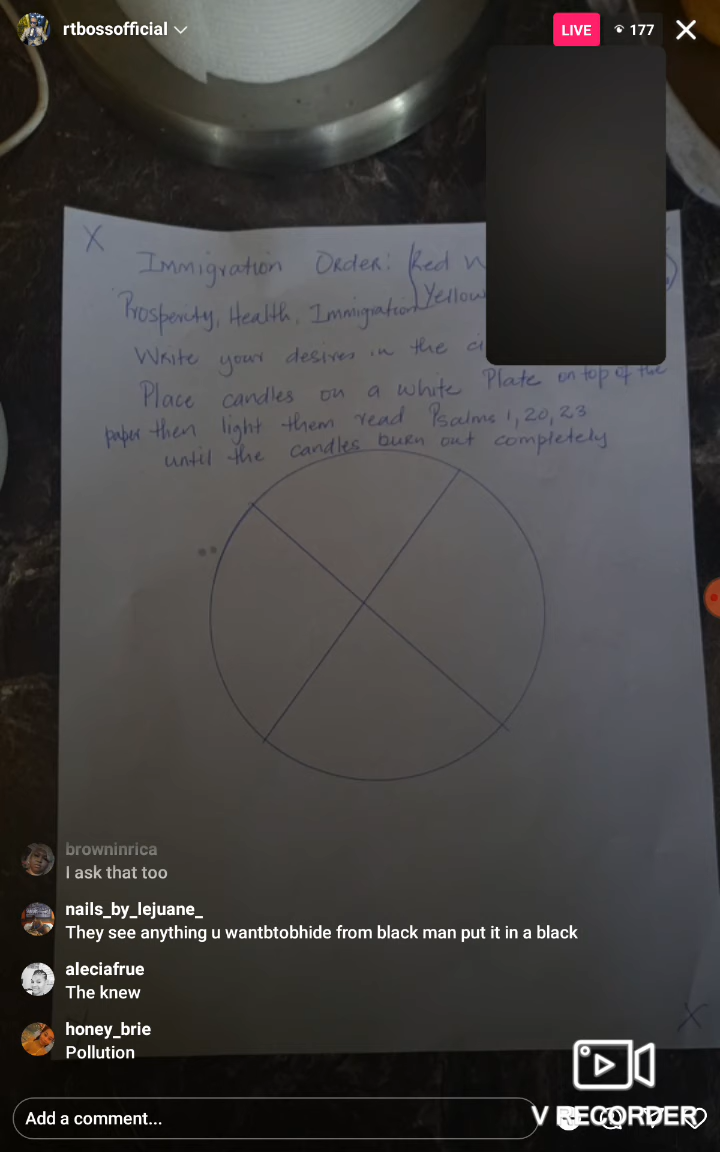 rtbossofficial
LIVE 177
X
Immigration Order: (Red
Prosperity, Health, Immigration Yellow
Write your desires in the
Place candles on a white Plate on top of the
paper then light them read Psalms 1, 20, 23
until the candles burn out completely
X
browninrica
I ask that too
nails_by_lejuane_
They see anything u wantbtobhide from black man put it in a black
aleciafrue
The knew
honey_brie
Pollution
Add a comment...
V RECORDER